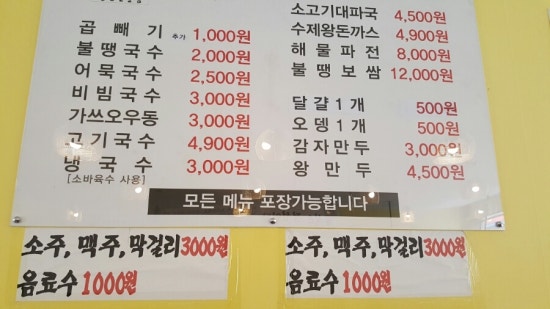 곱빼기 추가 1,000원
불땡국수 2,000원
어묵국수 2,500원
비빔국수 3,000원
가쓰오우동 3,000원
고기국수 4,900원
냉국수 3,000원
[소바육수 사용]
소고기대파국 4,500원
수제왕돈까스 4,900원
해물파전 8,000원
불땡보쌈 12,000원
달걀1개 500원
오뎅1개 500원
감자만두 3,000원
왕만두 4,500원
모든 메뉴 포장가능합니다
소주, 맥주, 막걸리 3000원
음료수 1000원
소주, 맥주, 막걸리 3000원
음료수 1000원